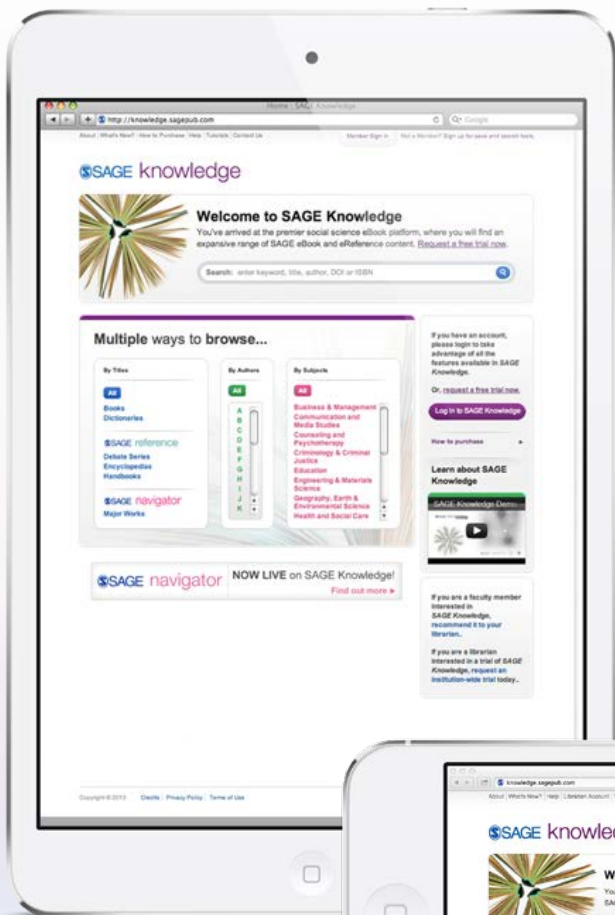 Home | SAGE Knowledge
http://knowledge.sagepub.com
Google
About | What's New? | How to Purchase | Help | Tutorials | Contact Us
Member Sign In
Not a Member? Sign up for save and search tools.
SAGE knowledge
Welcome to SAGE Knowledge
You've arrived at the premier social science eBook platform, where you will find an
expansive range of SAGE eBook and eReference content. Request a free trial now.
Search: enter keyword, title, author, DOI or ISBN
Multiple ways to browse...
By Titles
All
Books
Dictionaries
SAGE reference
Debate Series
Encyclopedias
Handbooks
SAGE navigator
Major Works
By Authors
All
A
B
C
D
E
F
G
H
I
J
K
By Subjects
All
Business & Management
Communication and
Media Studies
Counseling and
Psychotherapy
Criminology & Criminal
Justice
Education
Engineering & Materials
Science
Geography, Earth &
Environmental Science
Health and Social Care
If you have an account,
please login to take
advantage of all the
features available in SAGE
Knowledge.
Or, request a free trial now.
Log in to SAGE Knowledge
How to purchase
Learn about SAGE
Knowledge
SAGE Knowledge Demo
SAGE navigator
NOW LIVE on SAGE Knowledge!
Find out more
If you are a faculty member
interested in
SAGE Knowledge,
recommend it to your
librarian..
If you are a librarian
interested in a trial of SAGE
Knowledge, request an
institution-wide trial today..
Copyright © 2013 Credits | Privacy Policy | Terms of Use
knowledge.sagepub.com
About | What's New? | Help | Librarian Account
SAGE knowled